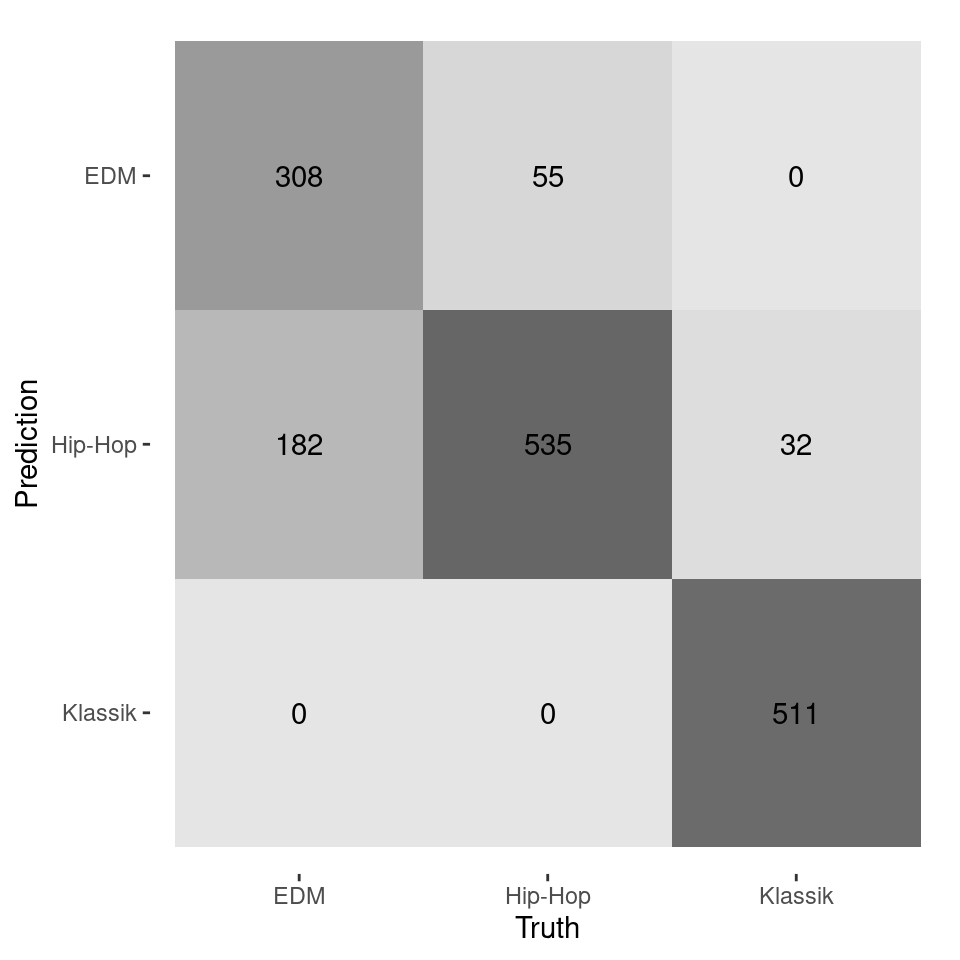 EDM
308 55 0
Hip-Hop
182 535 32
Klassik
0 0 511
Prediction
EDM Hip-Hop Klassik
Truth